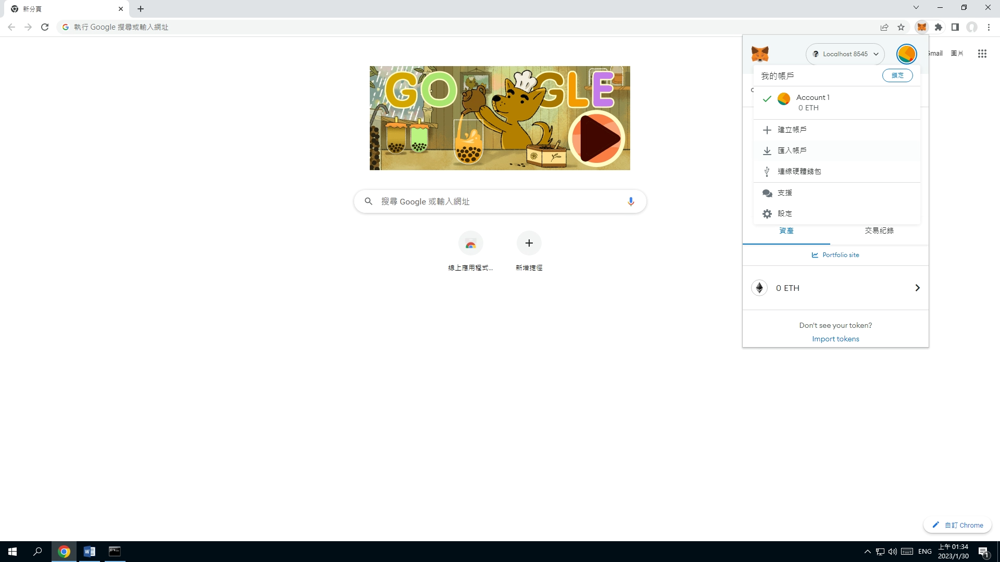 新分頁
執行 Google 搜尋或輸入網址
Gmail 圖片
GOOGLE
Localhost 8545
我的帳戶
鎖定
Account 1
0 ETH
建立帳戶
匯入帳戶
連線硬體錢包
支援
設定
搜尋 Google 或輸入網址
線上應用程式...
新增捷徑
資產
交易紀錄
Portfolio site
0 ETH
Don't see your token?
Import tokens
自訂 Chrome
ENG
上午 01:34
2023/1/30
1